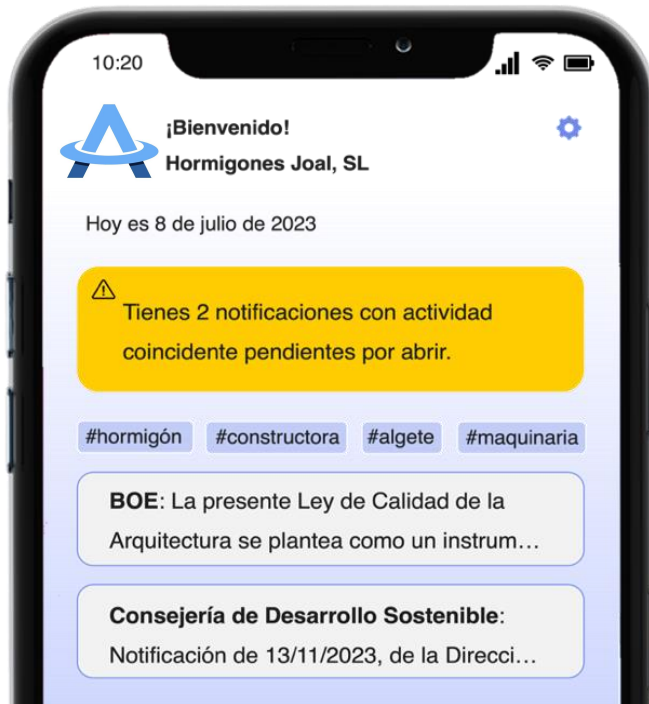 10:20
¡Bienvenido!
Hormigones Joal, SL
Hoy es 8 de julio de 2023
Tienes 2 notificaciones con actividad
coincidente pendientes por abrir.
#hormigón #constructora #algete #maquinaria
BOE: La presente Ley de Calidad de la
Arquitectura se plantea como un instrum...
Consejería de Desarrollo Sostenible:
Notificación de 13/11/2023, de la Direcci...